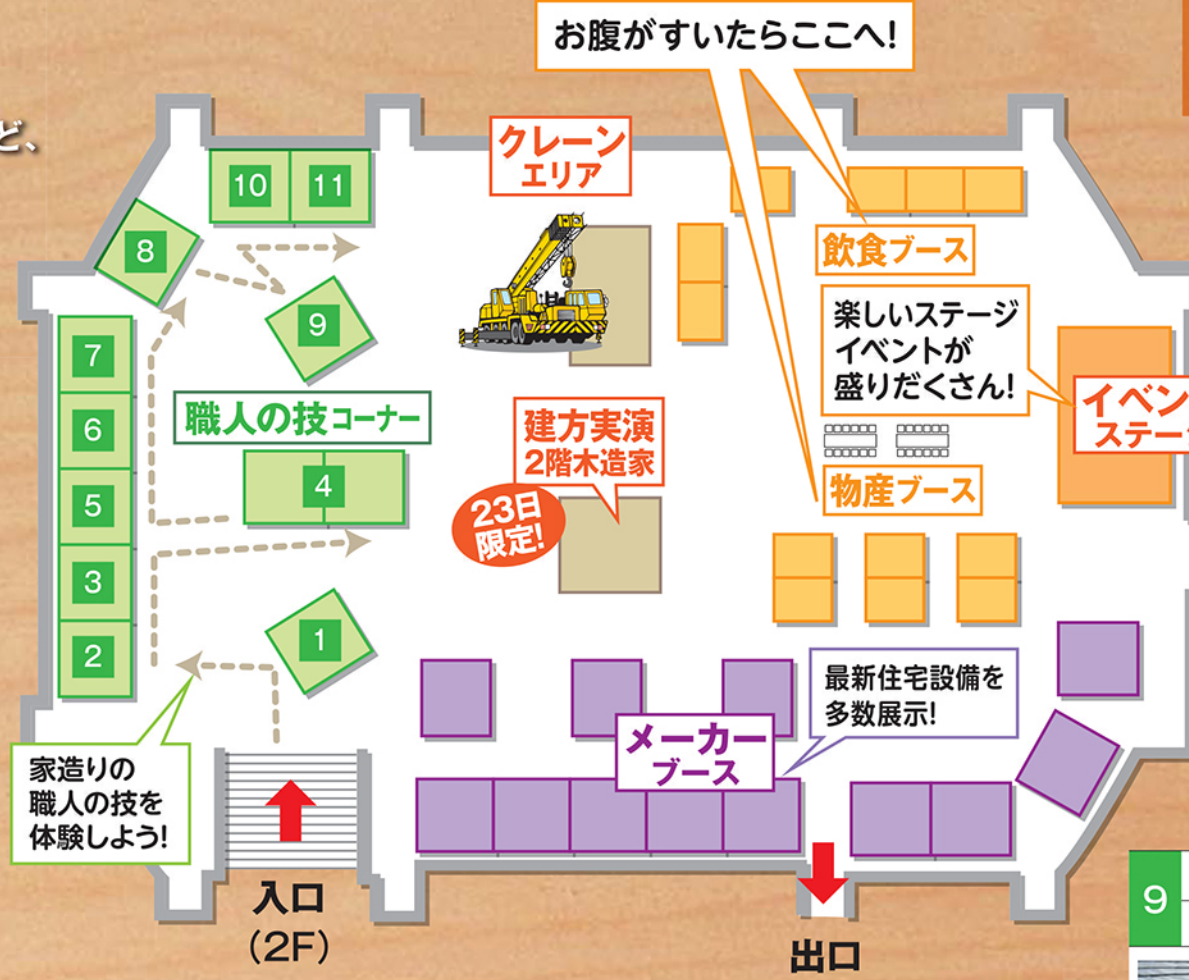 お腹がすいたらここへ!
ど、
クレーン
エリア
10
11
8
9
飲食ブース
楽しいステージ
イベントが
盛りだくさん!
イベン
ステー
7
6
5
3
2
職人の技コーナー
4
建方実演
2階木造家
23日
限定!
物産ブース
1
最新住宅設備を
多数展示!
メーカー
ブース
家造りの
職人の技を
体験しよう!
入口
(2F)
出口
9